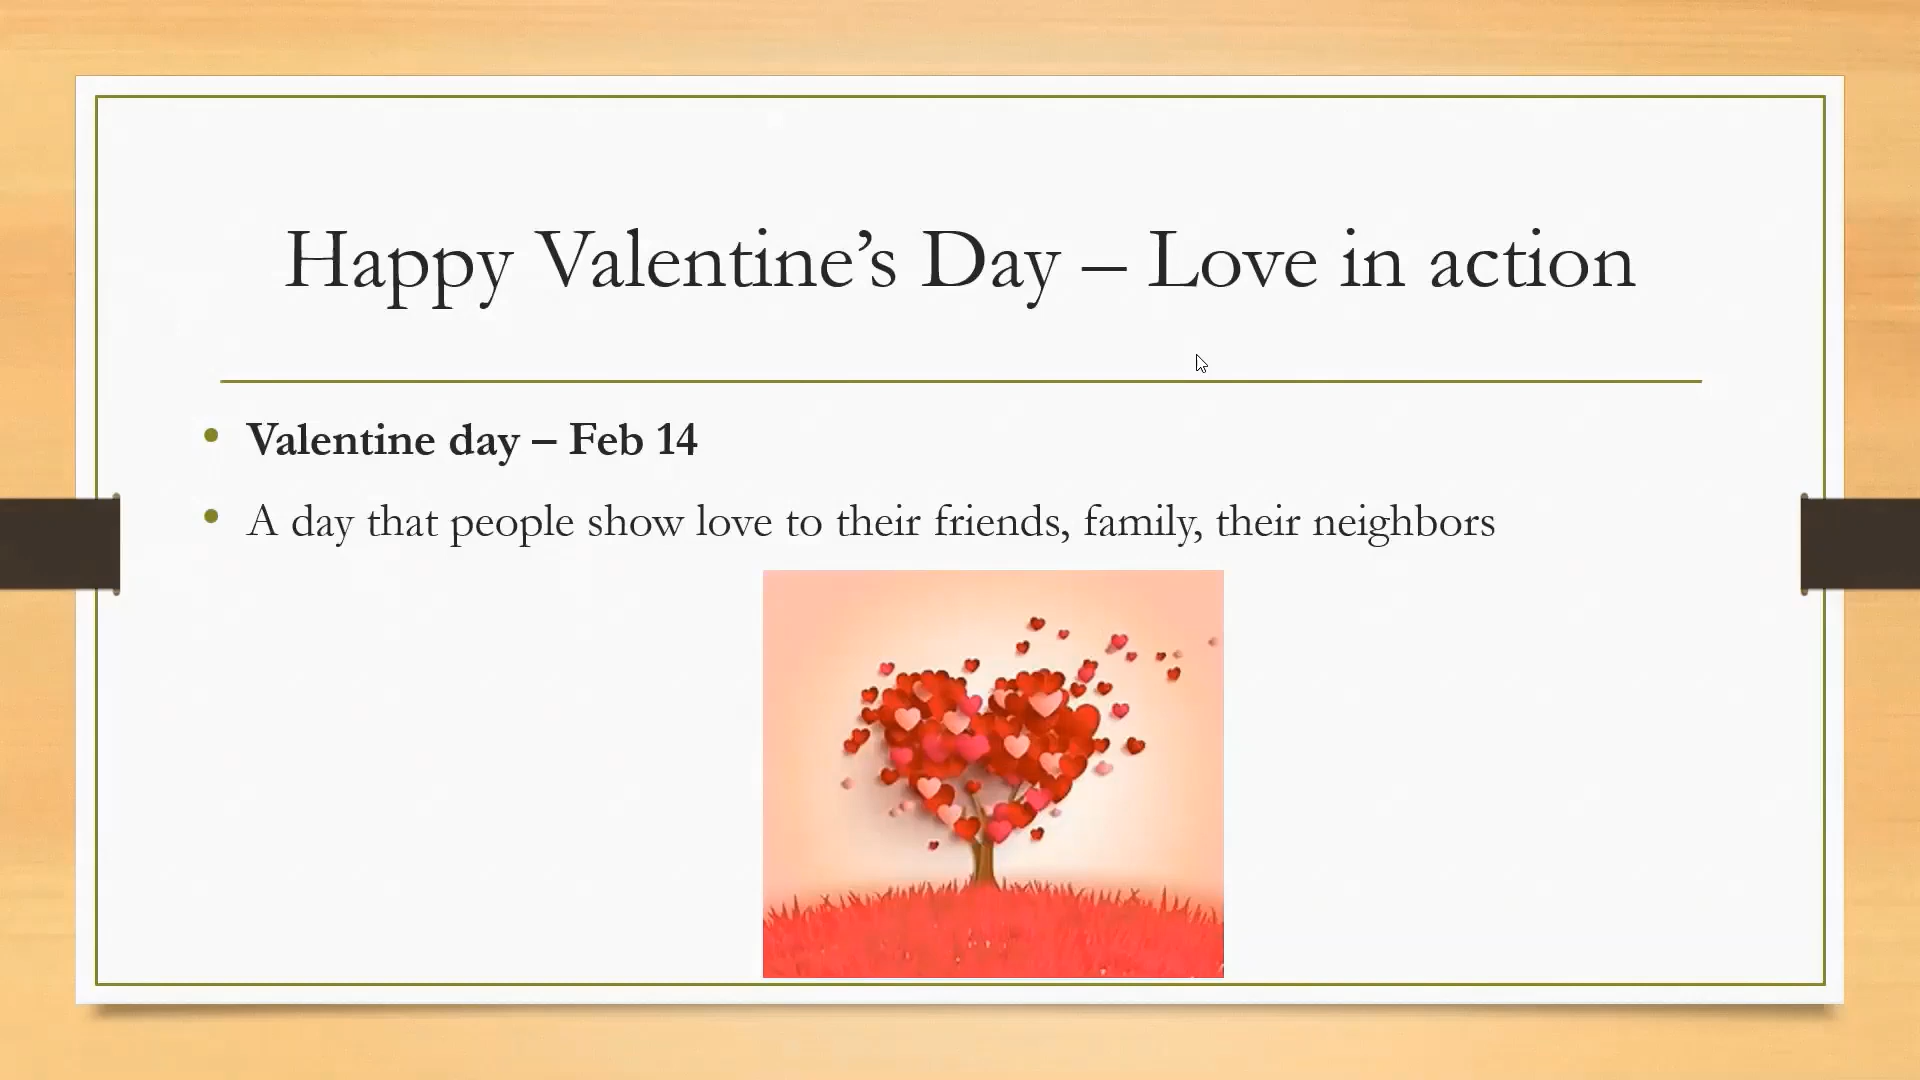 Happy Valentine’s Day – Love in action
Valentine day – Feb 14
A day that people show love to their friends, family, their neighbors